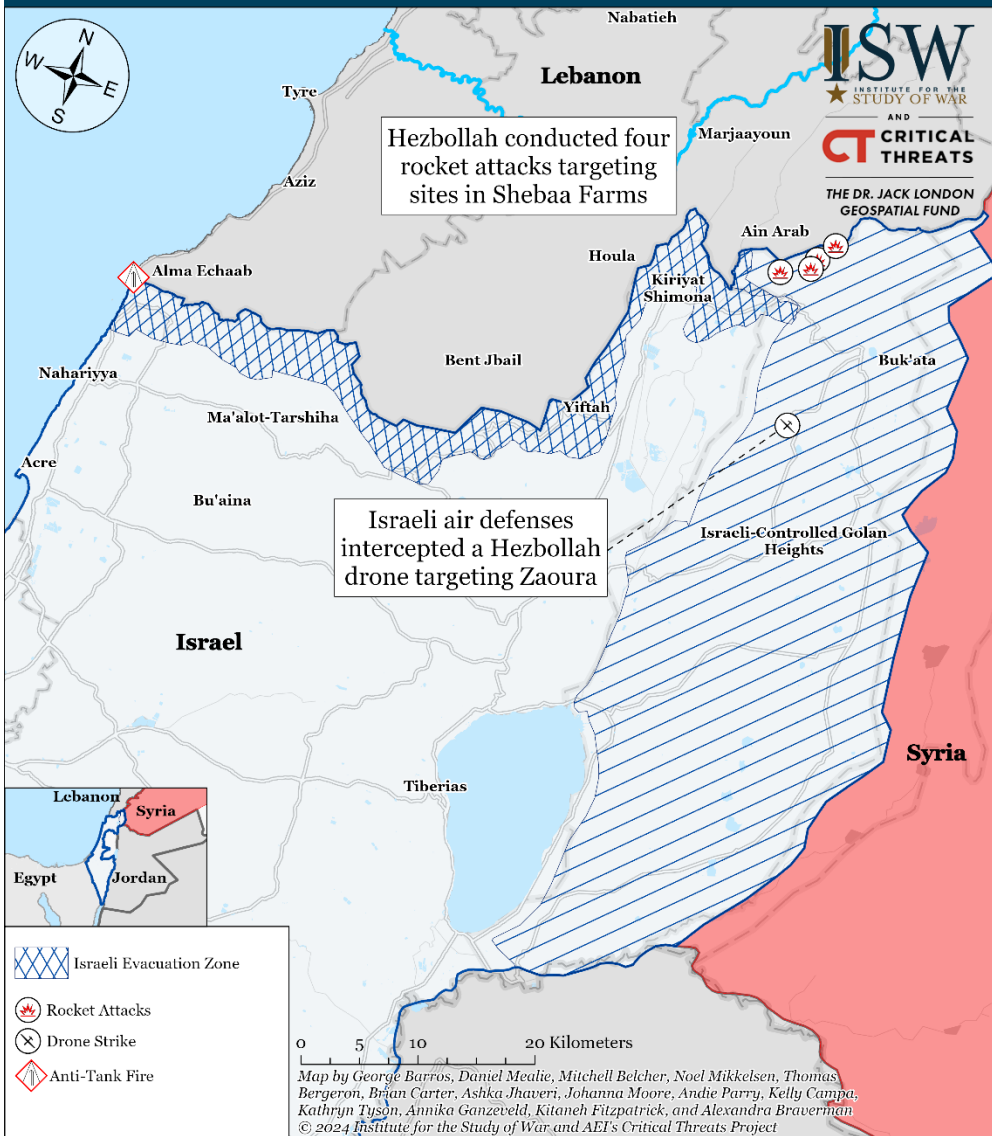 N
W
E
S
Nabatieh
Lebanon
ISW
INSTITUTE FOR THE
STUDY OF WAR
AND
CT CRITICAL
THREATS
THE DR. JACK LONDON
GEOSPATIAL FUND
Tyre
Marjaayoun
Hezbollah conducted four
rocket attacks targeting
sites in Shebaa Farms
Aziz
Ain Arab
Houla
Alma Echaab
Kiriyat
Shimona
Bent Jbail
Buk'ata
Nahariyya
Yiftah
Ma'alot-Tarshiha
Acre
Bu'aina
Israeli air defenses
intercepted a Hezbollah
drone targeting Zaoura
Israeli-Controlled Golan
Heights
Israel
Syria
Tiberias
Lebanon
Syria
Egypt
Jordan
Israeli Evacuation Zone
Rocket Attacks
Drone Strike
Anti-Tank Fire
0 5 10 20 Kilometers
Map by George Barros, Daniel Mealie, Mitchell Belcher, Noel Mikkelsen, Thomas
Bergeron, Brian Carter, Ashka Jhaveri, Johanna Moore, Andie Parry, Kelly Campa,
Kathryn Tyson, Annika Ganzeveld, Kitaneh Fitzpatrick, and Alexandra Braverman
© 2024 Institute for the Study of War and AEI's Critical Threats Project